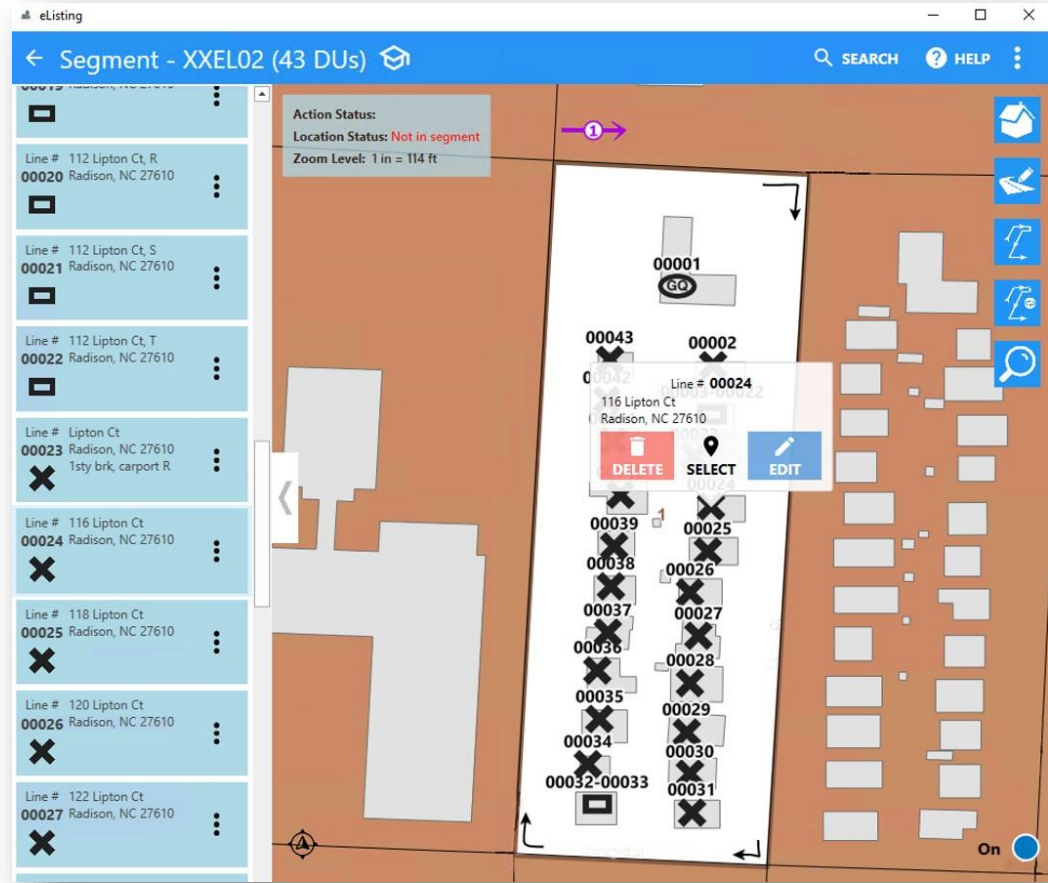 eListing
Segment - XXEL02 (43 DUs)
SEARCH
HELP
00019
Line # 112 Lipton Ct, R
00020 Radison, NC 27610
Line # 112 Lipton Ct, S
00021 Radison, NC 27610
Line # 112 Lipton Ct, T
00022 Radison, NC 27610
Line # Lipton Ct
00023 Radison, NC 27610
1sty brk, carport R
Line # 116 Lipton Ct
00024 Radison, NC 27610
Line # 118 Lipton Ct
00025 Radison, NC 27610
Line # 120 Lipton Ct
00026 Radison, NC 27610
Line # 122 Lipton Ct
00027 Radison, NC 27610
Action Status:
Location Status: Not in segment
Zoom Level: 1 in = 114 ft
1
00001
GQ
00043
00002
00042
00003-00022
Line # 00024
116 Lipton Ct
Radison, NC 27610
DELETE
SELECT
EDIT
00024
1
00039
00025
00038
00026
00037
00027
00036
00028
00035
00029
00034
00030
00032-00033
00031
On